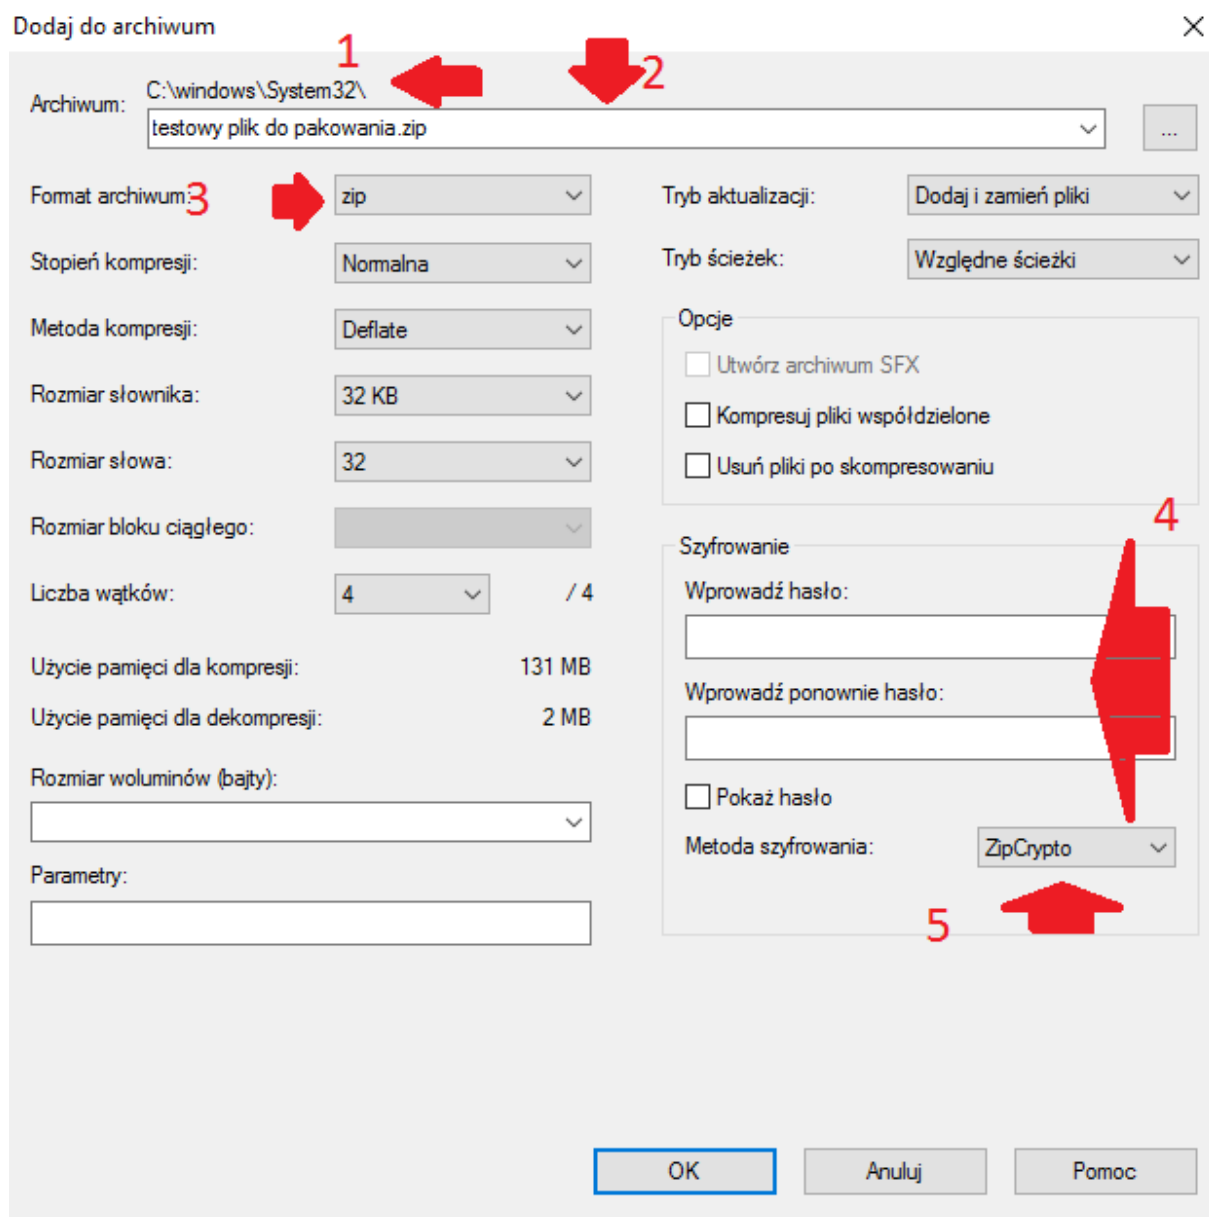 Dodaj do archiwum
1
2
Archiwum:
C:\windows\System32\
testowy plik do pakowania.zip
...
Format archiwum:
3
zip
Stopień kompresji:
Normalna
Metoda kompresji:
Deflate
Rozmiar słownika:
32 KB
Rozmiar słowa:
32
Rozmiar bloku ciągłego:
Liczba wątków:
4
/ 4
Użycie pamięci dla kompresji:
131 MB
Użycie pamięci dla dekompresji:
2 MB
Rozmiar woluminów (bajty):
Parametry:
Tryb aktualizacji:
Dodaj i zamień pliki
Tryb ścieżek:
Względne ścieżki
Opcje
Utwórz archiwum SFX
Kompresuj pliki współdzielone
Usuń pliki po skompresowaniu
4
Szyfrowanie
Wprowadź hasło:
Wprowadź ponownie hasło:
Pokaż hasło
Metoda szyfrowania:
ZipCrypto
5
OK
Anuluj
Pomoc